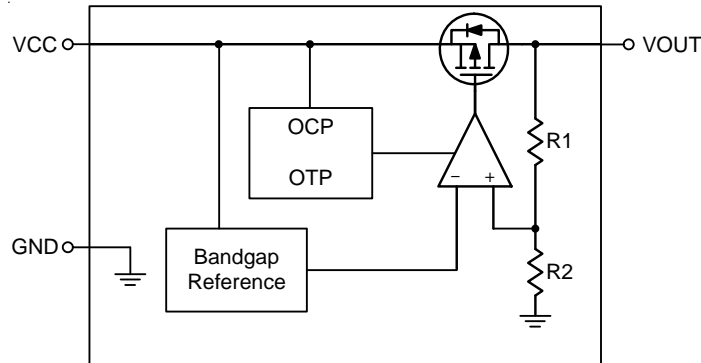 VCC
VOUT
OCP
OTP
R1
− +
GND
Bandgap
Reference
R2